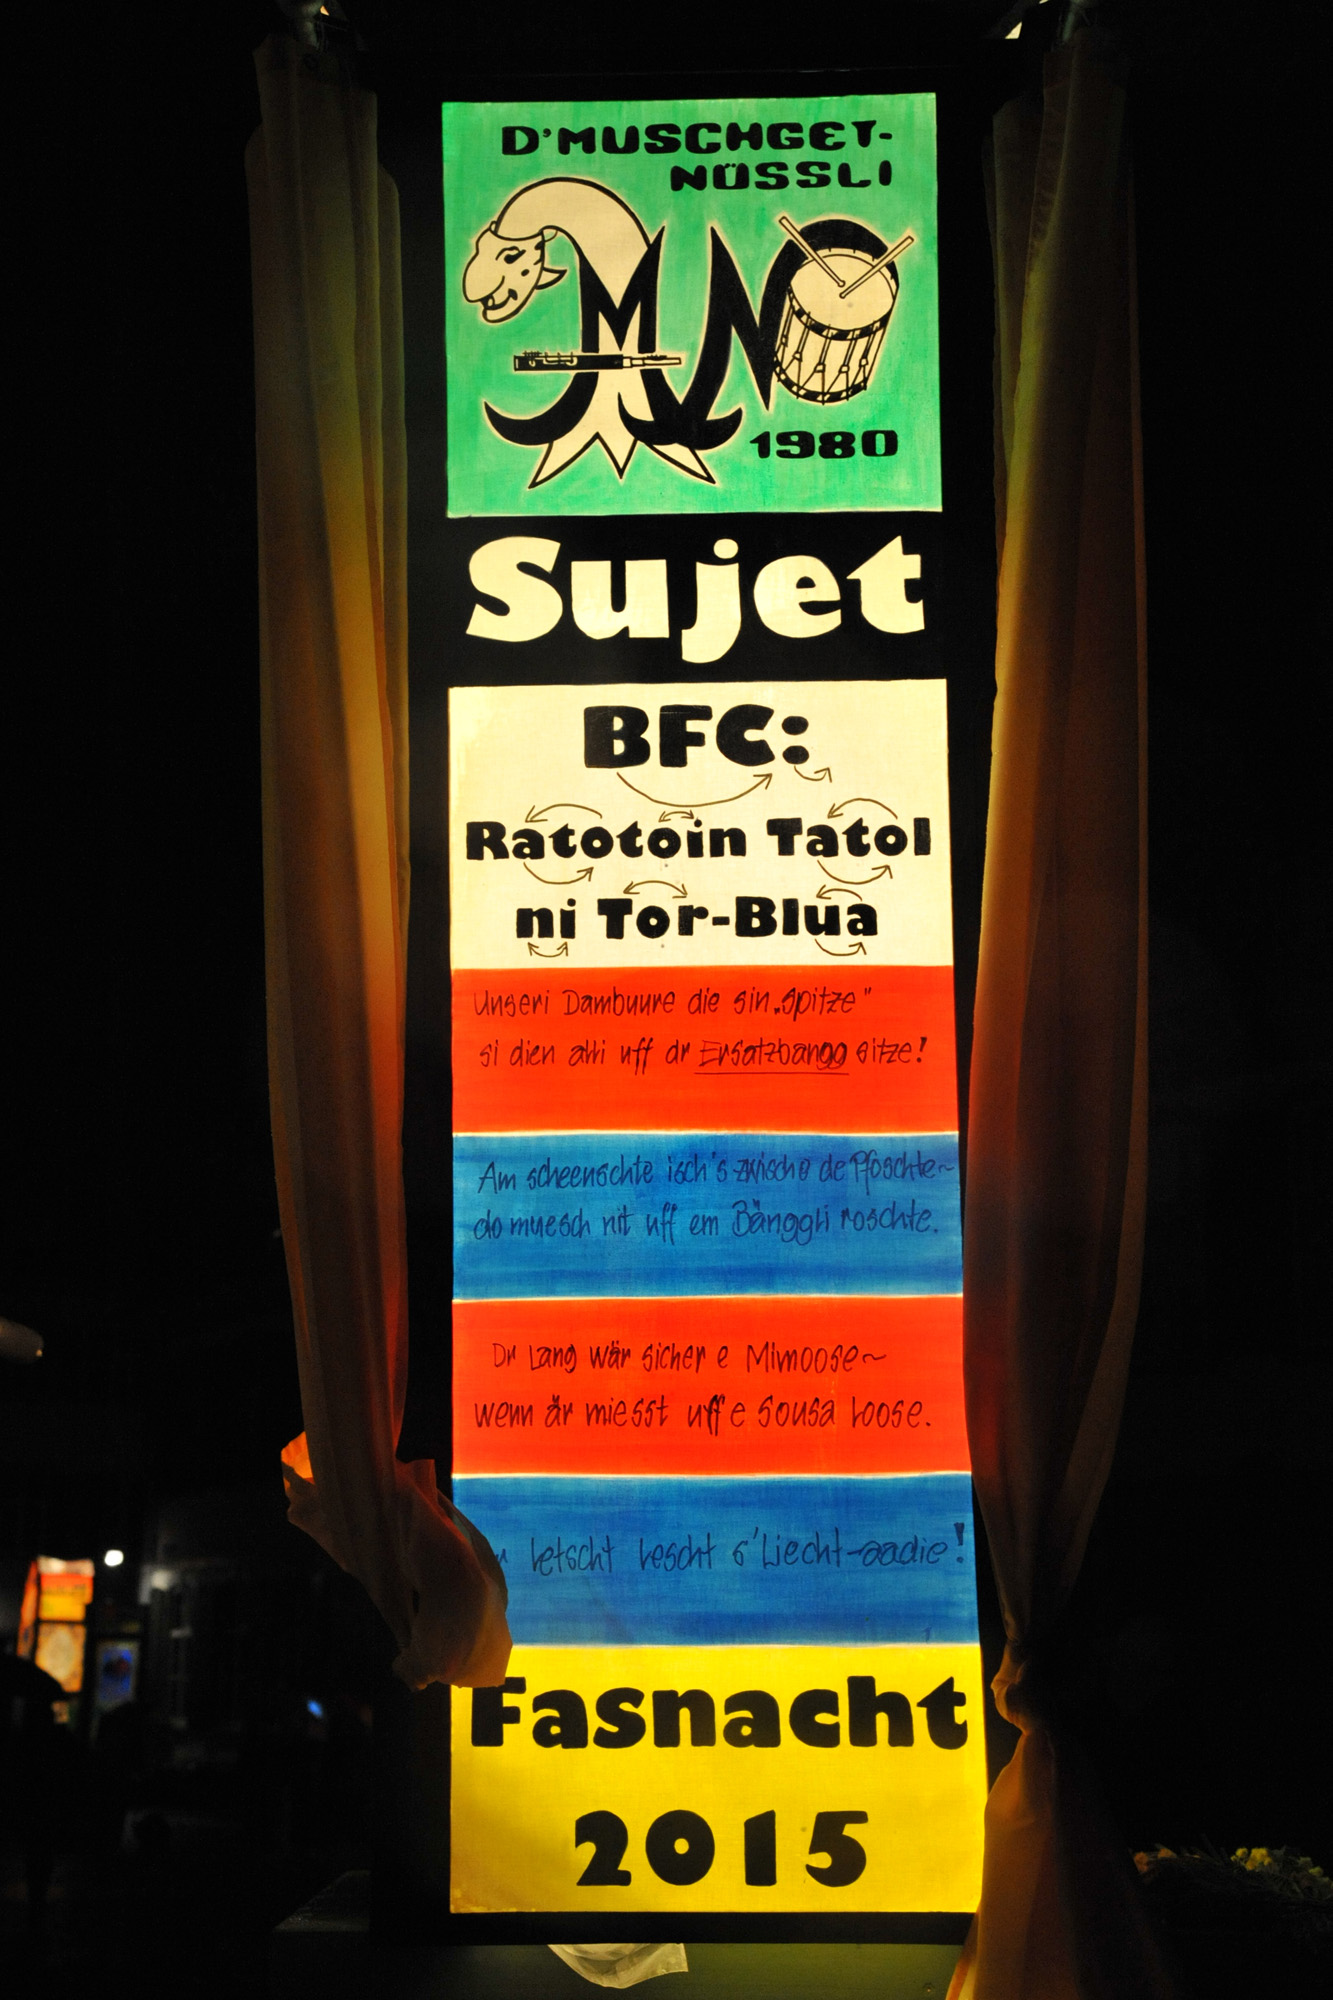 D'MUSCHGET-
NÜSSLI
MN
1980
Sujet
BFC:
Ratotoin Tatol
ni Tor-Blua
Unseri Dambuure die sin „Spitze"
si dien alli uff dr Ersatzbangg sitze!
Am scheenschte isch's zwische de Pfoschte~
do muesch nit uff em Bänggli roschte.
Dr Lang wär sicher e Mimoose~
wenn är miesst uff e Sousa loose.
letscht lescht s'Liecht-aadie!
Fasnacht
2015